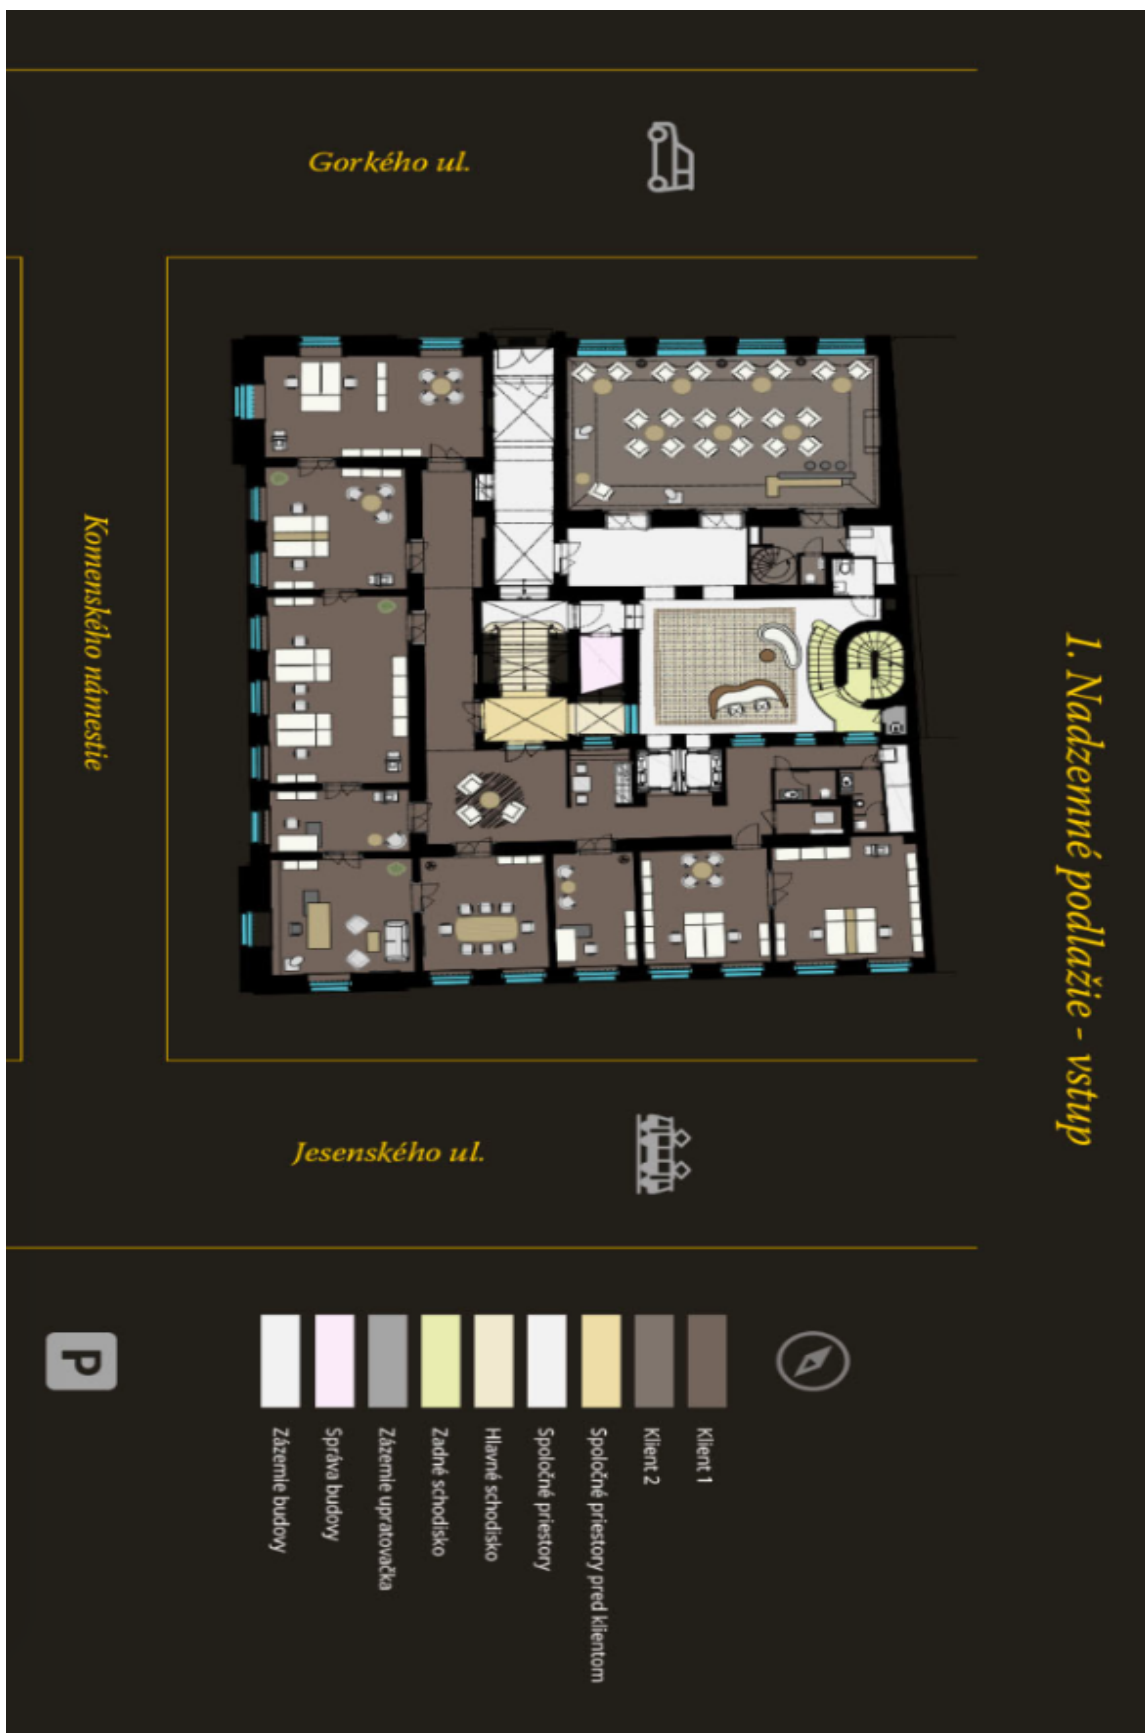 1. Nadzemné podlažie - vstup
Gorkého ul.
Komenského námestie
Jesenského ul.
Klient 1
Klient 2
Spoločné priestory pred klientom
Spoločné priestory
Hlavné schodisko
Zadné schodisko
Zázemie upratovačka
Správa budovy
Zázemie budovy
P